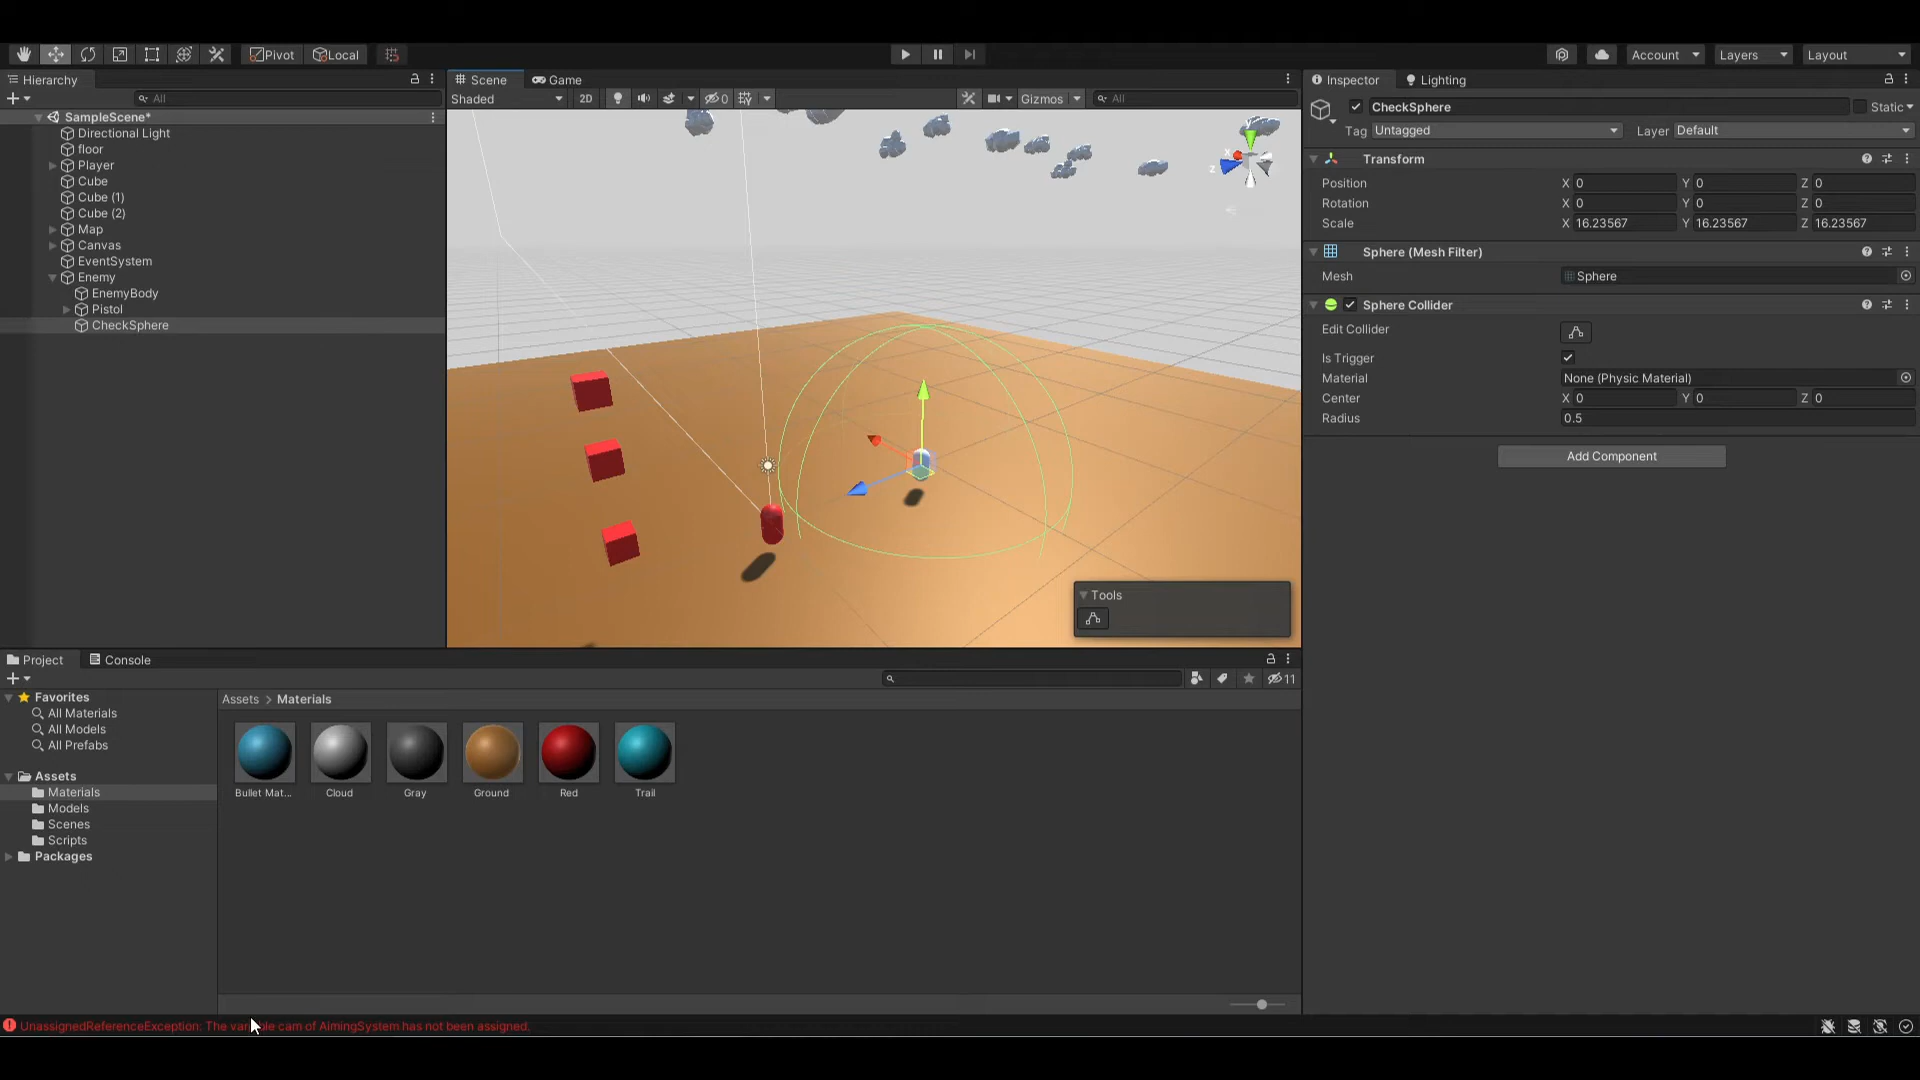 Pivot
Local
Account
Layers
Layout
Hierarchy
All
SampleScene*
Directional Light
floor
Player
Cube
Cube (1)
Cube (2)
Map
Canvas
EventSystem
Enemy
EnemyBody
Pistol
CheckSphere
Scene
Game
Shaded
2D
0
Gizmos
All
X
Z
Tools
Inspector
Lighting
CheckSphere
Static
Tag Untagged
Layer Default
Transform
Position X 0 Y 0 Z 0
Rotation X 0 Y 0 Z 0
Scale X 16.23567 Y 16.23567 Z 16.23567
Sphere (Mesh Filter)
Mesh Sphere
Sphere Collider
Edit Collider
Is Trigger
Material None (Physic Material)
Center X 0 Y 0 Z 0
Radius 0.5
Add Component
Project
Console
11
Favorites
All Materials
All Models
All Prefabs
Assets
Materials
Models
Scenes
Scripts
Packages
Assets > Materials
Bullet Mat...
Cloud
Gray
Ground
Red
Trail
UnassignedReferenceException: The variable cam of AimingSystem has not been assigned.